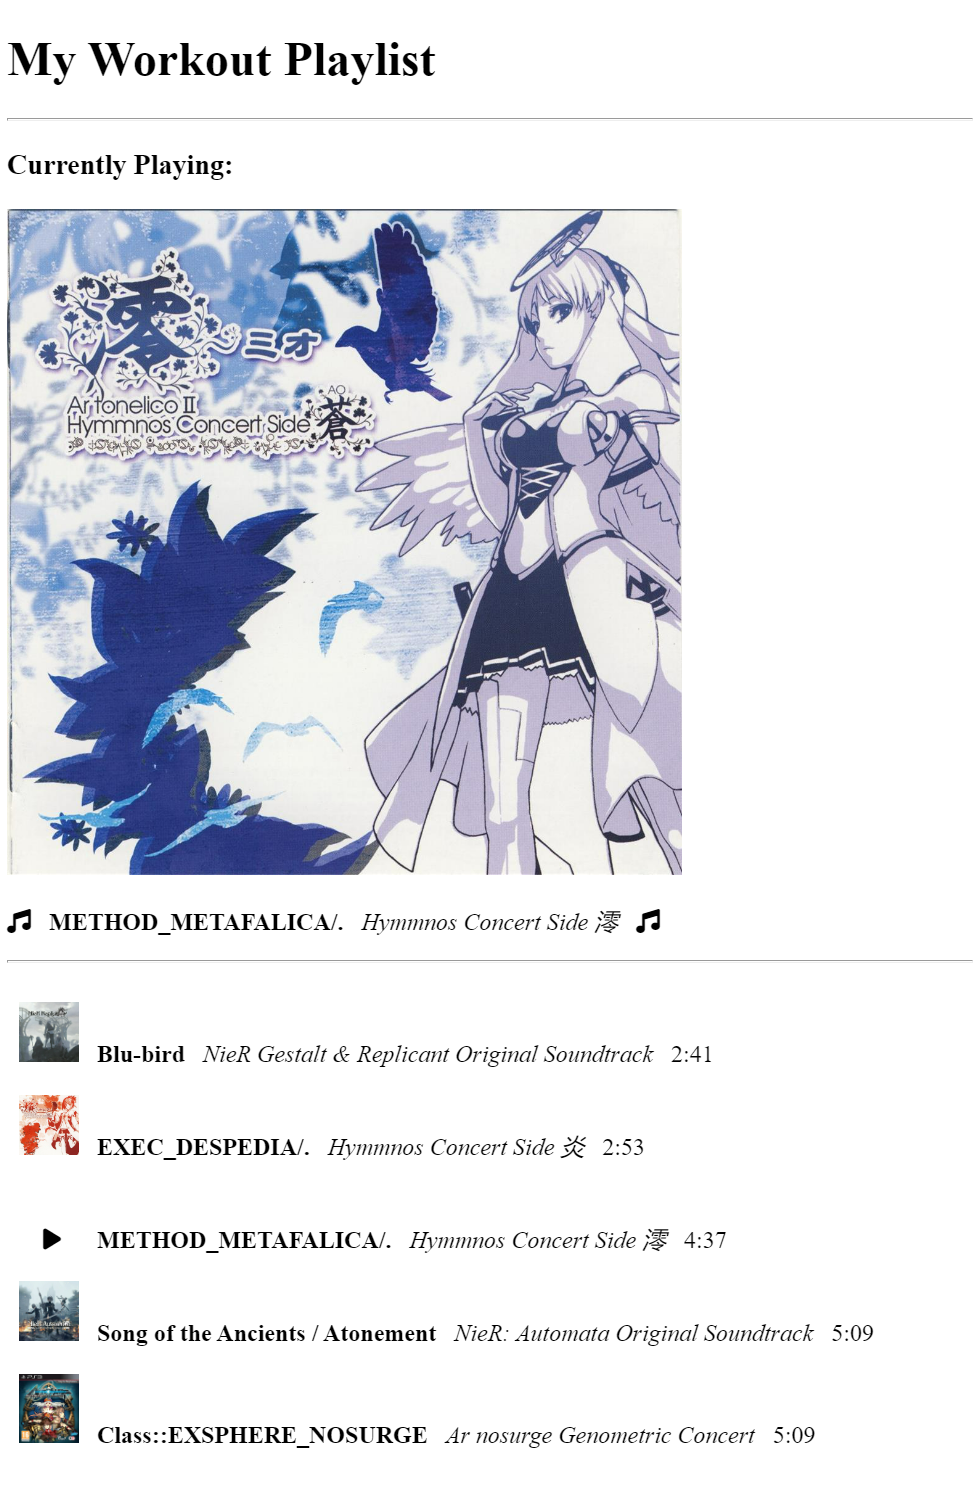 My Workout Playlist
Currently Playing:
澪
ミオ
Ar tonelico II
AO
Hymmnos Concert Side 蒼
METHOD_METAFALICA/. Hymmnos Concert Side 澪
Blu-bird NieR Gestalt & Replicant Original Soundtrack 2:41
EXEC_DESPEDIA/. Hymmnos Concert Side 炎 2:53
METHOD_METAFALICA/. Hymmnos Concert Side 澪 4:37
Song of the Ancients / Atonement NieR: Automata Original Soundtrack 5:09
Class::EXSPHERE_NOSURGE Ar nosurge Genometric Concert 5:09